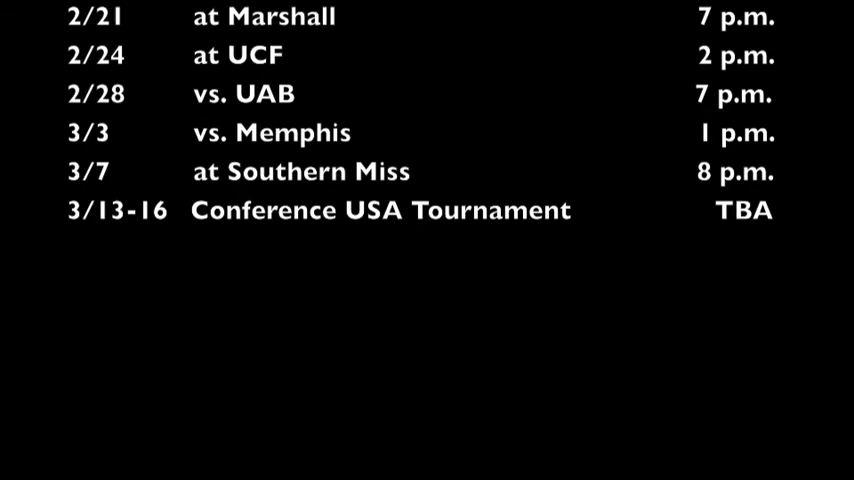 2/21 at Marshall 7 p.m.
2/24 at UCF 2 p.m.
2/28 vs. UAB 7 p.m.
3/3 vs. Memphis 1 p.m.
3/7 at Southern Miss 8 p.m.
3/13-16 Conference USA Tournament TBA